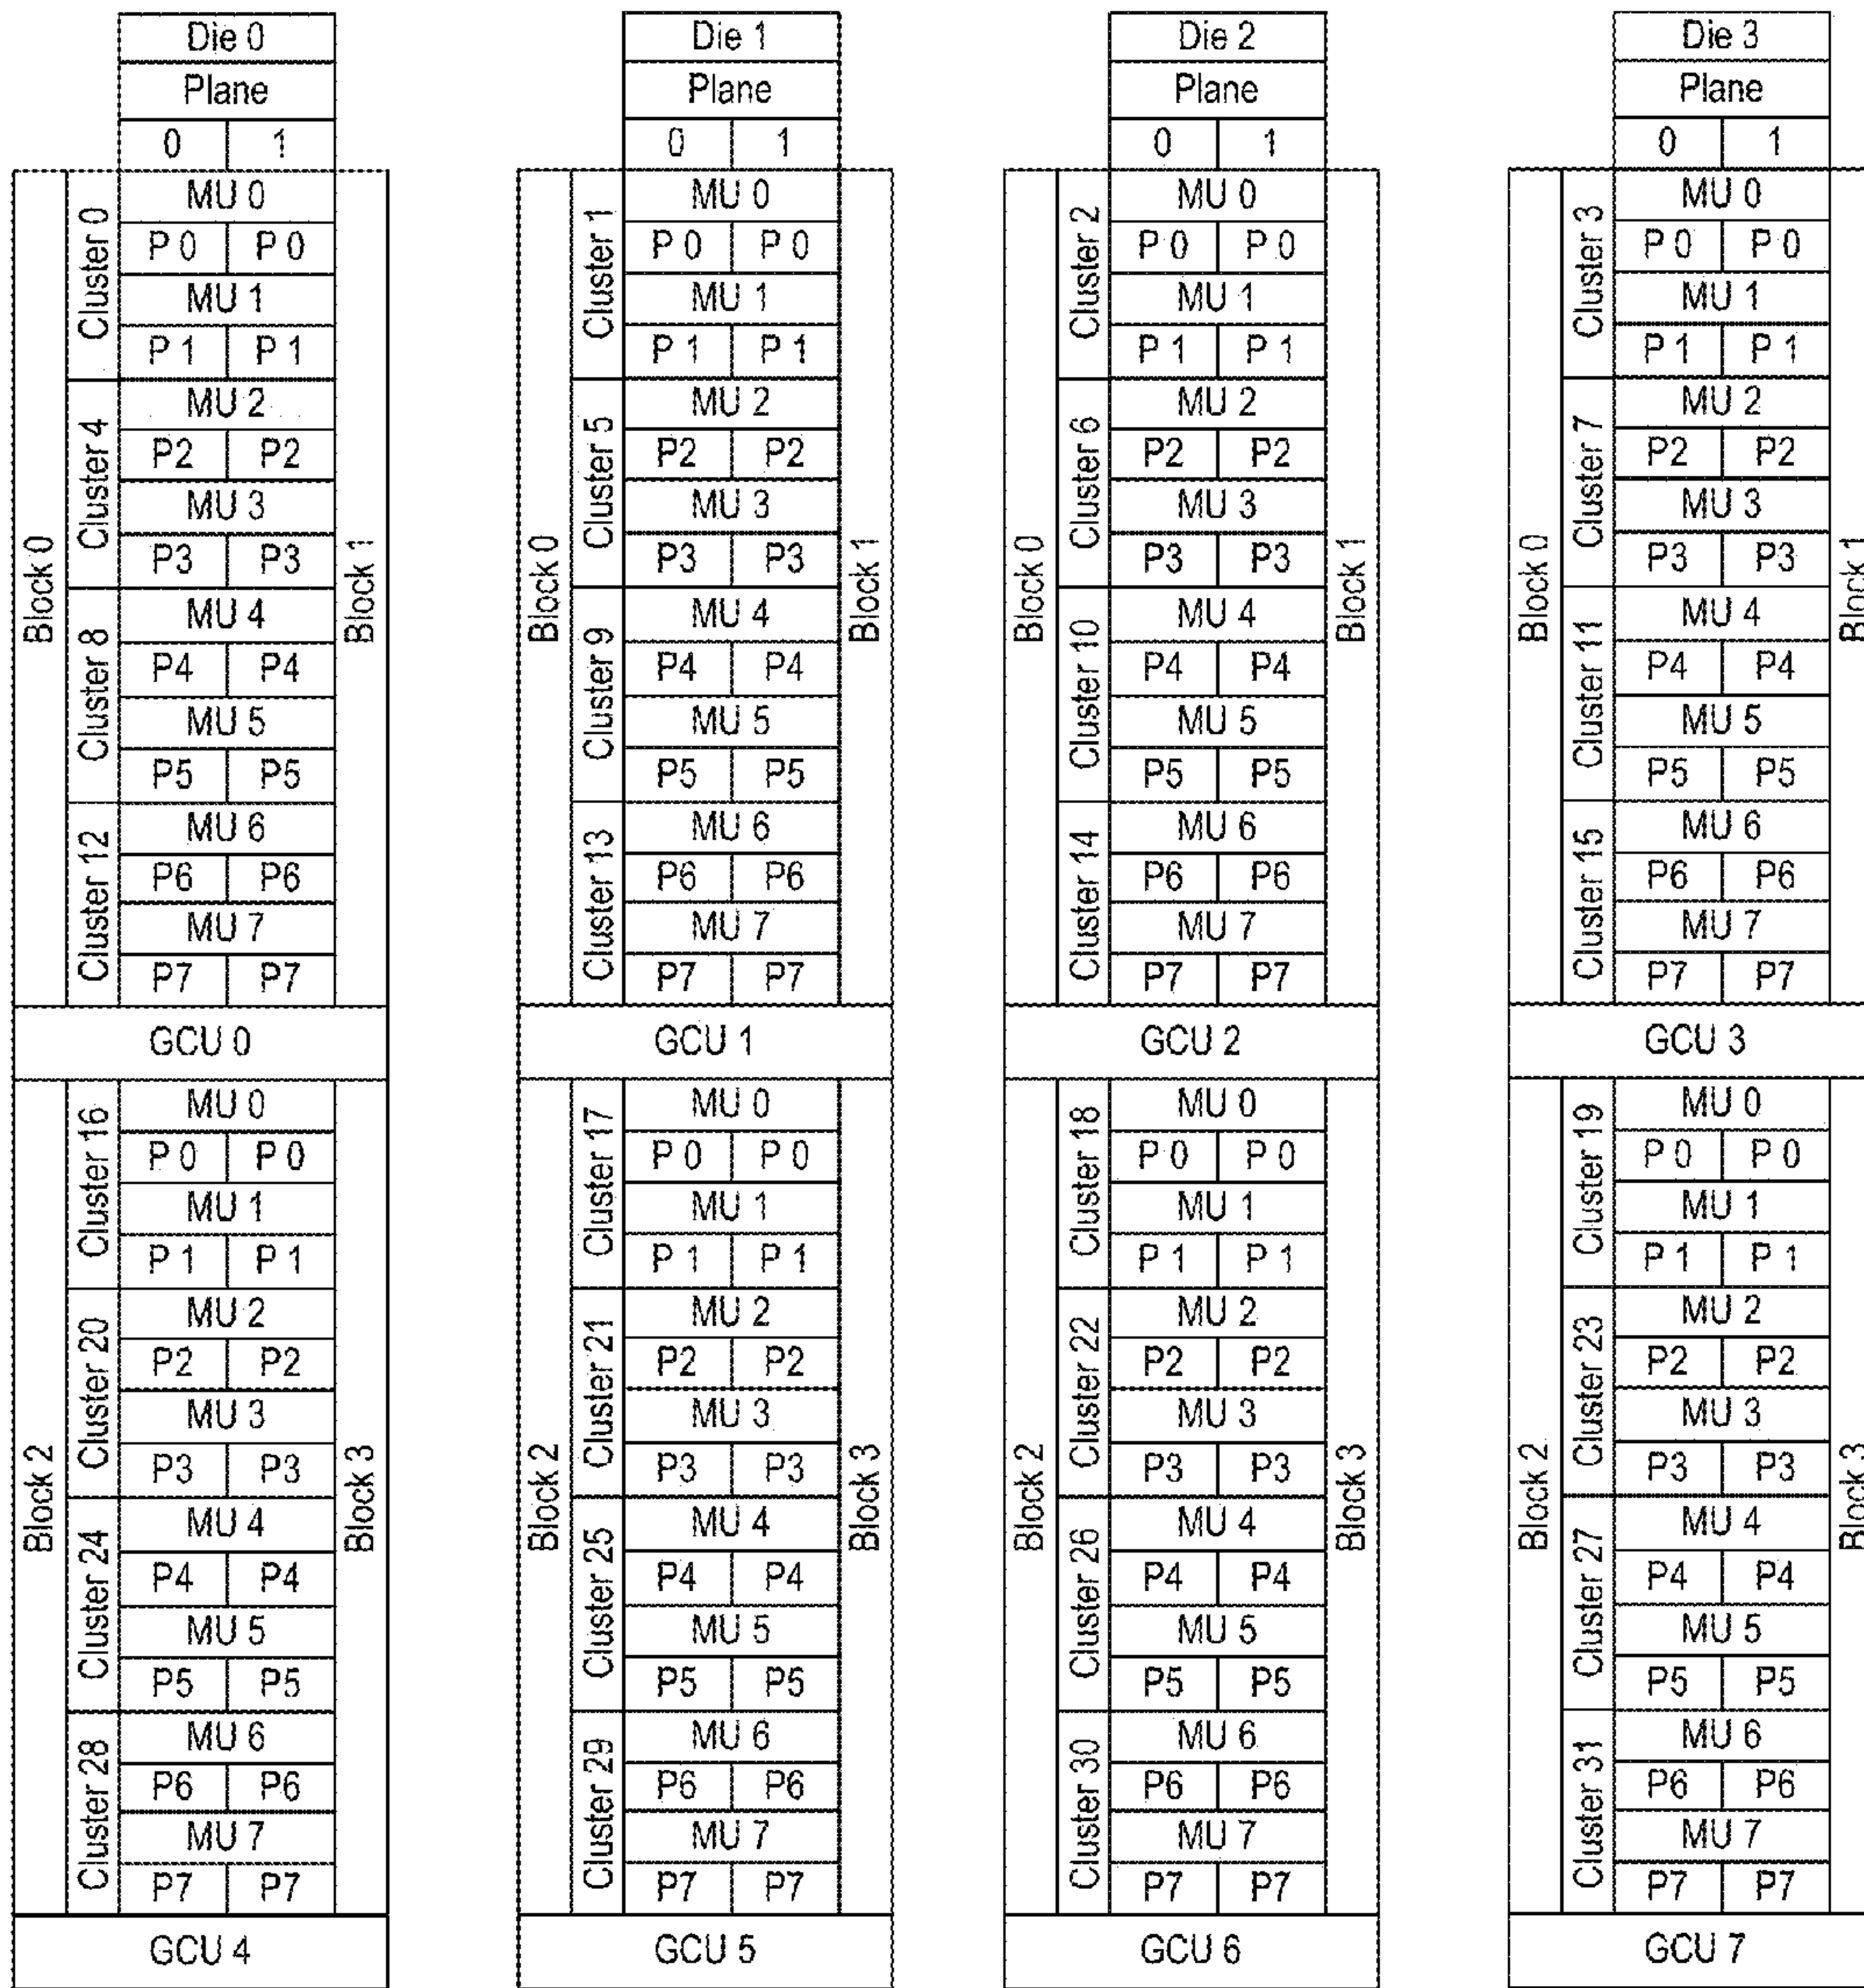 Die 0
Plane
0 1
Block 0
Cluster 0
MU 0
P 0 P 0
MU 1
P 1 P 1
Cluster 4
MU 2
P2 P2
MU 3
P3 P3
Cluster 8
MU 4
P4 P4
MU 5
P5 P5
Cluster 12
MU 6
P6 P6
MU 7
P7 P7
Block 1
GCU 0
Block 2
Cluster 16
MU 0
P 0 P 0
MU 1
P 1 P 1
Cluster 20
MU 2
P2 P2
MU 3
P3 P3
Cluster 24
MU 4
P4 P4
MU 5
P5 P5
Cluster 28
MU 6
P6 P6
MU 7
P7 P7
Block 3
GCU 4
Die 1
Plane
0 1
Block 0
Cluster 1
MU 0
P 0 P 0
MU 1
P 1 P 1
Cluster 5
MU 2
P2 P2
MU 3
P3 P3
Cluster 9
MU 4
P4 P4
MU 5
P5 P5
Cluster 13
MU 6
P6 P6
MU 7
P7 P7
Block 1
GCU 1
Block 2
Cluster 17
MU 0
P 0 P 0
MU 1
P 1 P 1
Cluster 21
MU 2
P2 P2
MU 3
P3 P3
Cluster 25
MU 4
P4 P4
MU 5
P5 P5
Cluster 29
MU 6
P6 P6
MU 7
P7 P7
Block 3
GCU 5
Die 2
Plane
0 1
Block 0
Cluster 2
MU 0
P 0 P 0
MU 1
P 1 P 1
Cluster 6
MU 2
P2 P2
MU 3
P3 P3
Cluster 10
MU 4
P4 P4
MU 5
P5 P5
Cluster 14
MU 6
P6 P6
MU 7
P7 P7
Block 1
GCU 2
Block 2
Cluster 18
MU 0
P 0 P 0
MU 1
P 1 P 1
Cluster 22
MU 2
P2 P2
MU 3
P3 P3
Cluster 26
MU 4
P4 P4
MU 5
P5 P5
Cluster 30
MU 6
P6 P6
MU 7
P7 P7
Block 3
GCU 6
Die 3
Plane
0 1
Block 0
Cluster 3
MU 0
P 0 P 0
MU 1
P 1 P 1
Cluster 7
MU 2
P2 P2
MU 3
P3 P3
Cluster 11
MU 4
P4 P4
MU 5
P5 P5
Cluster 15
MU 6
P6 P6
MU 7
P7 P7
Block 1
GCU 3
Block 2
Cluster 19
MU 0
P 0 P 0
MU 1
P 1 P 1
Cluster 23
MU 2
P2 P2
MU 3
P3 P3
Cluster 27
MU 4
P4 P4
MU 5
P5 P5
Cluster 31
MU 6
P6 P6
MU 7
P7 P7
Block 3
GCU 7